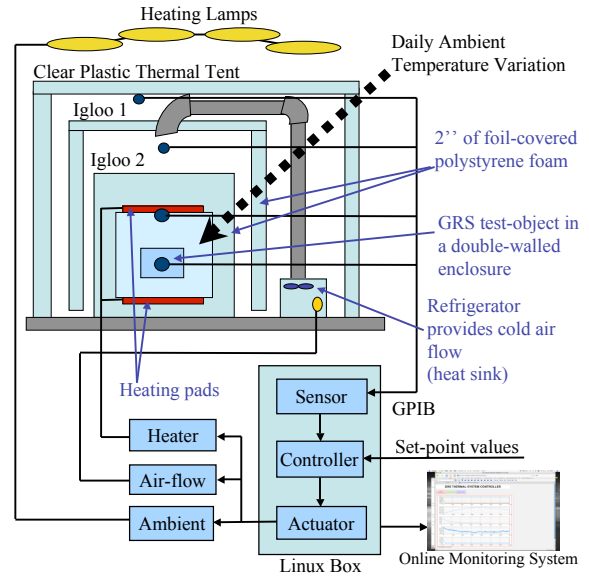 Heating Lamps
Daily Ambient
Temperature Variation
Clear Plastic Thermal Tent
Igloo 1
Igloo 2
2’’ of foil-covered
polystyrene foam
GRS test-object in
a double-walled
enclosure
Refrigerator
provides cold air
flow
(heat sink)
Heating pads
Sensor
GPIB
Heater
Controller
Set-point values
Air-flow
Ambient
Actuator
Linux Box
Online Monitoring System